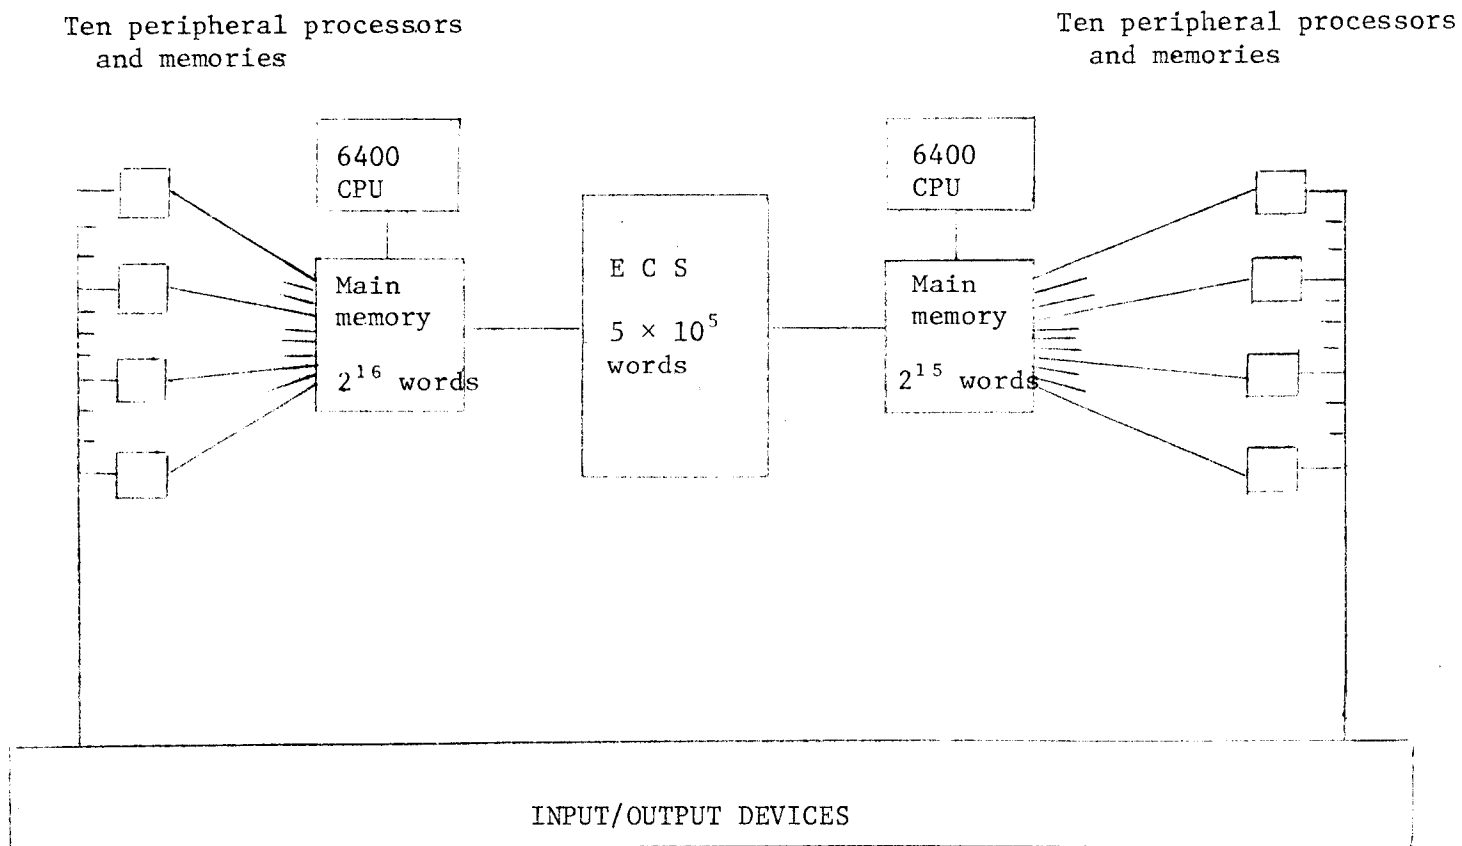 Ten peripheral processors
and memories
Ten peripheral processors
and memories
6400
CPU
6400
CPU
Main
memory
2¹⁶ words
E C S
5 × 10⁵
words
Main
memory
2¹⁵ words
INPUT/OUTPUT DEVICES